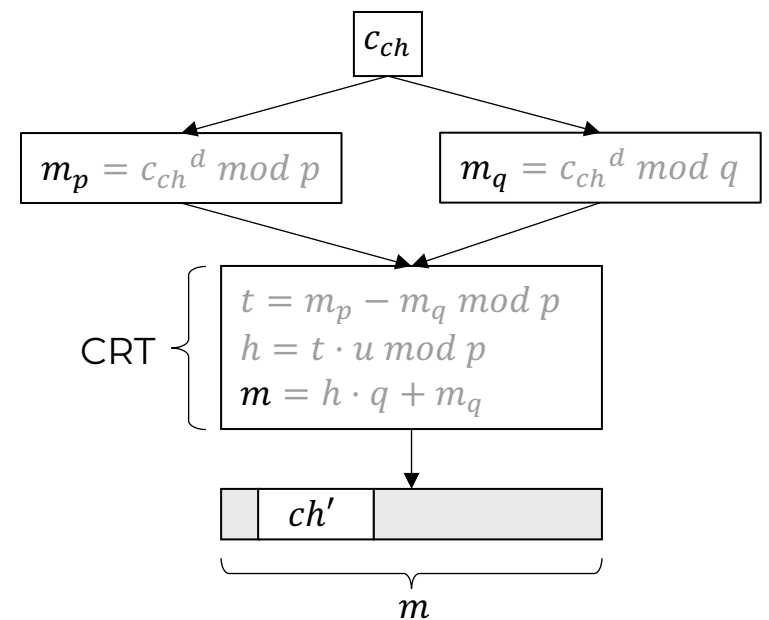 c_ch
m_p = c_ch^d mod p
m_q = c_ch^d mod q
t = m_p − m_q mod p
h = t · u mod p
CRT
m = h · q + m_q
ch′
m